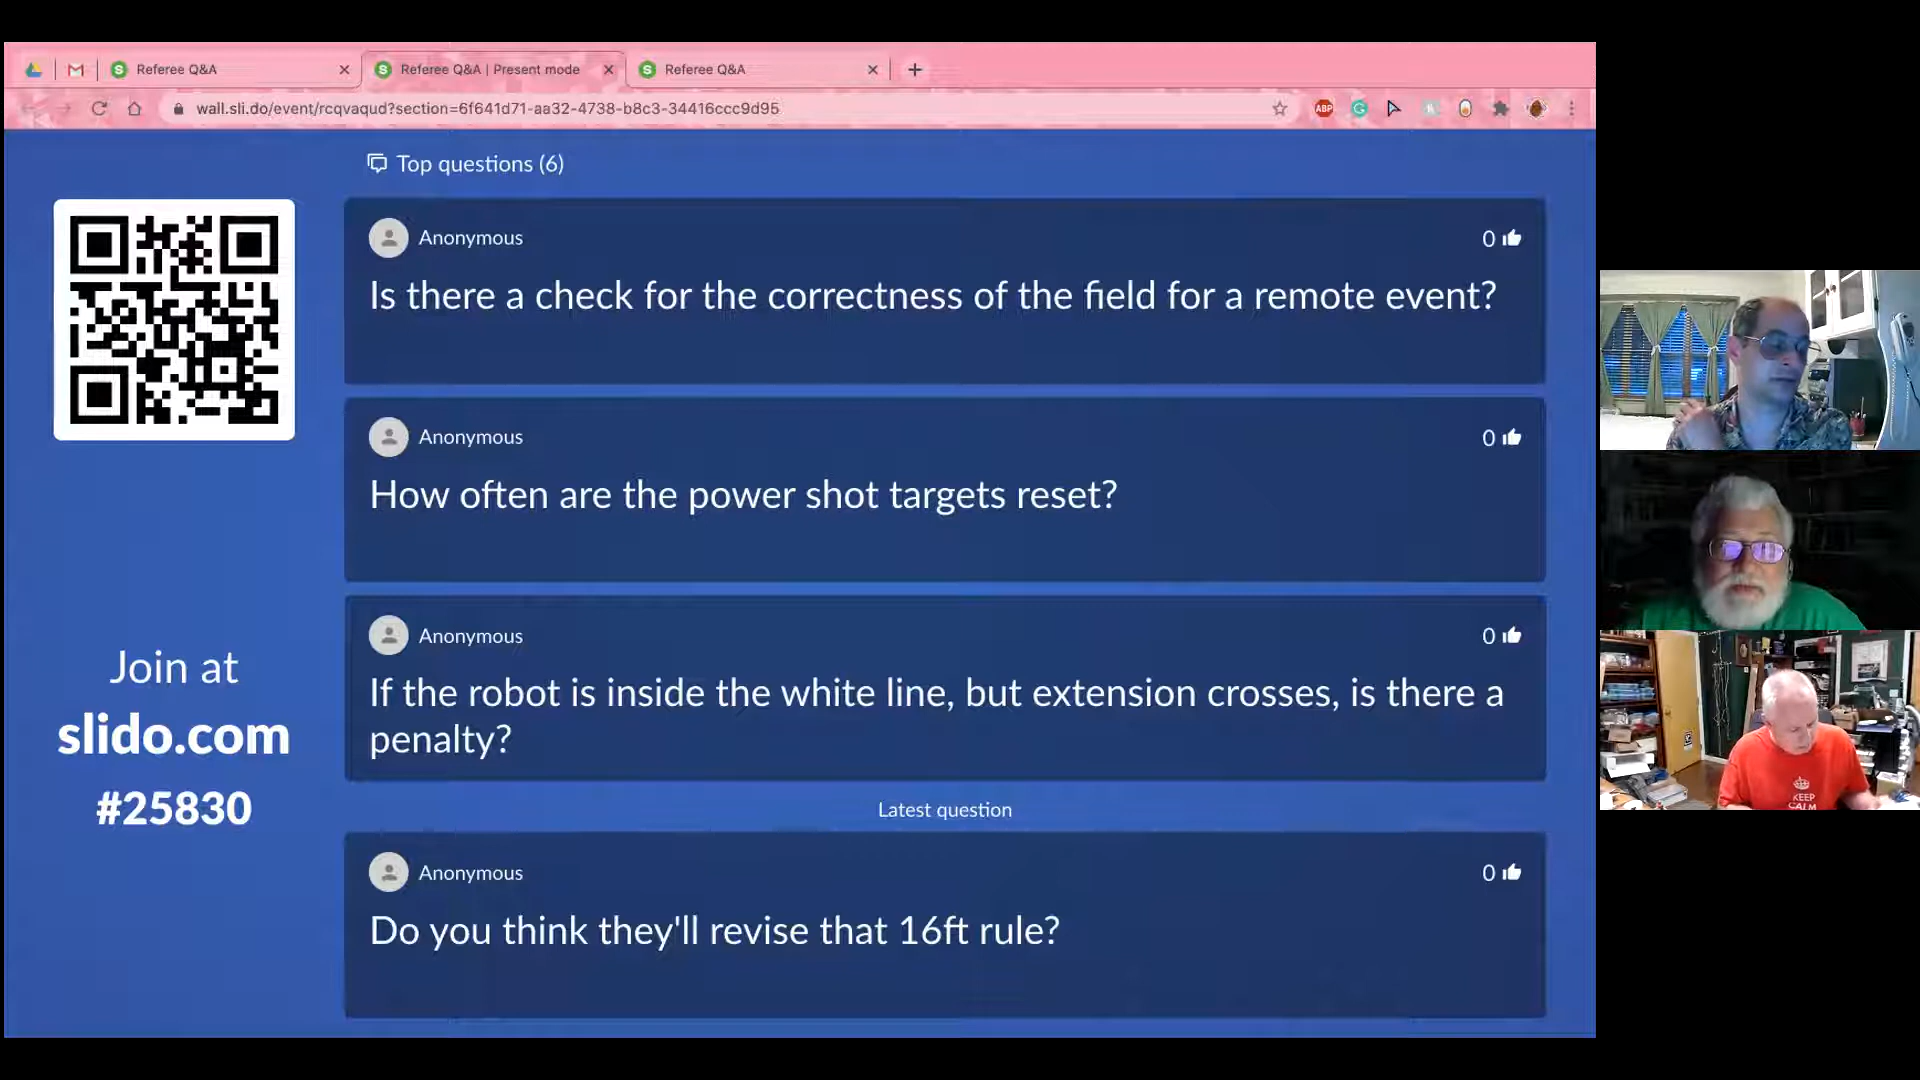 Referee Q&A
Referee Q&A | Present mode
Referee Q&A
wall.sli.do/event/rcqvaqud?section=6f641d71-aa32-4738-b8c3-34416ccc9d95
ABP
Top questions (6)
Anonymous
0
Is there a check for the correctness of the field for a remote event?
Anonymous
0
How often are the power shot targets reset?
Anonymous
0
If the robot is inside the white line, but extension crosses, is there a
penalty?
Latest question
Anonymous
0
Do you think they'll revise that 16ft rule?
Join at
slido.com
#25830
KEEP
CALM